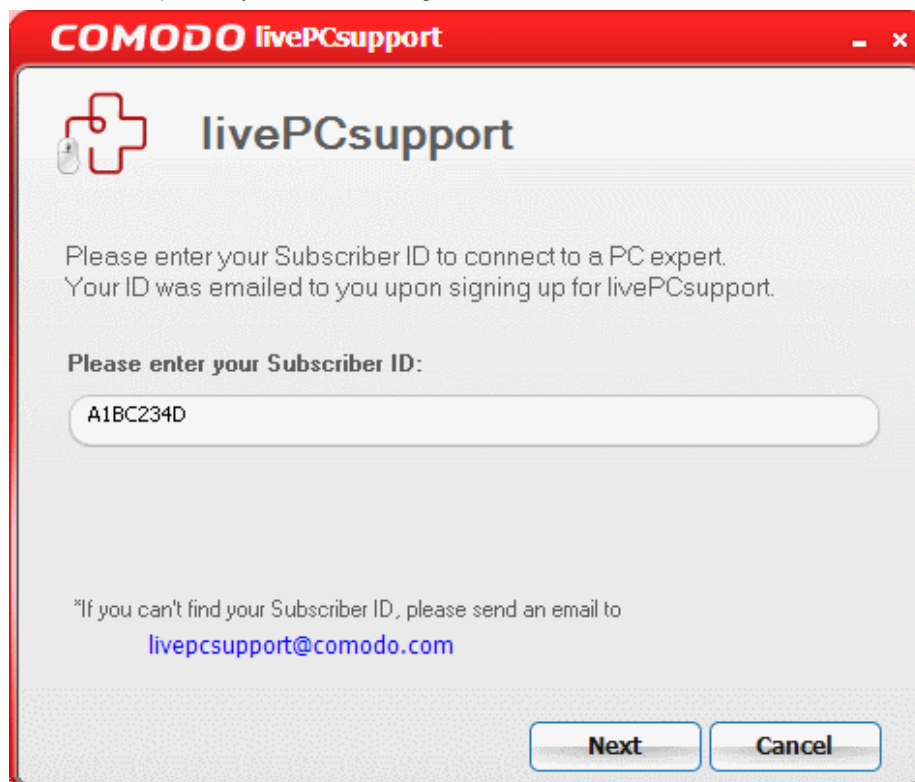 COMODO livePCsupport
livePCsupport
Please enter your Subscriber ID to connect to a PC expert.
Your ID was emailed to you upon signing up for livePCsupport.
Please enter your Subscriber ID:
A1BC234D
*If you can't find your Subscriber ID, please send an email to
livepcsupport@comodo.com
Next Cancel